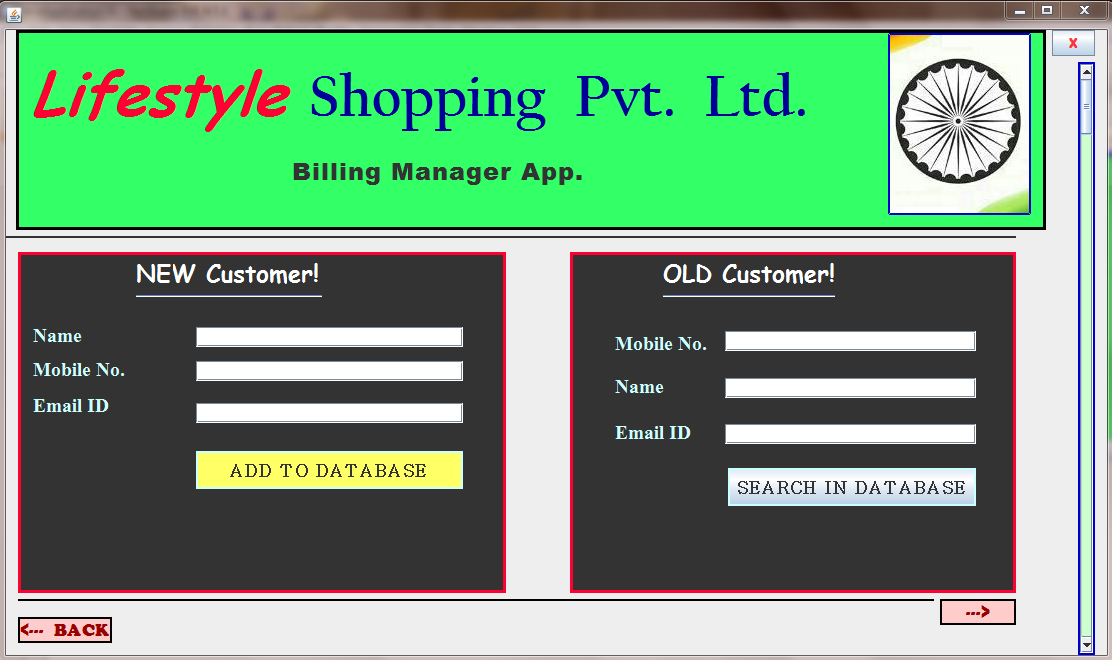 X
Lifestyle Shopping Pvt. Ltd.
Billing Manager App.
NEW Customer!
Name
Mobile No.
Email ID
ADD TO DATABASE
OLD Customer!
Mobile No.
Name
Email ID
SEARCH IN DATABASE
--->
<--- BACK